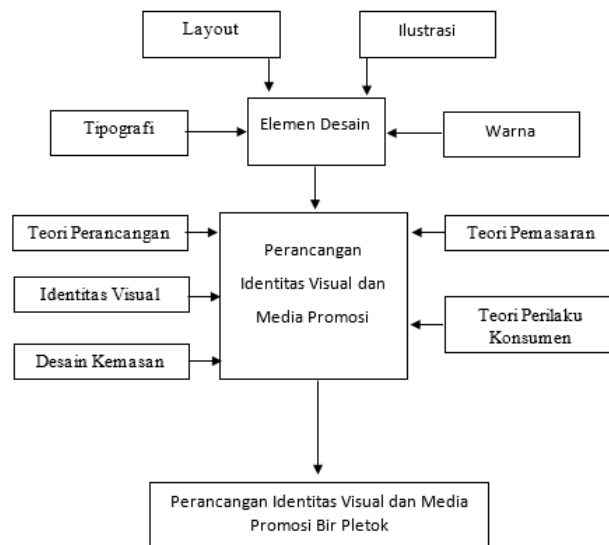 Layout
Ilustrasi
Tipografi
Elemen Desain
Warna
Teori Perancangan
Perancangan
Identitas Visual dan
Media Promosi
Teori Pemasaran
Identitas Visual
Teori Perilaku
Konsumen
Desain Kemasan
Perancangan Identitas Visual dan Media
Promosi Bir Pletok